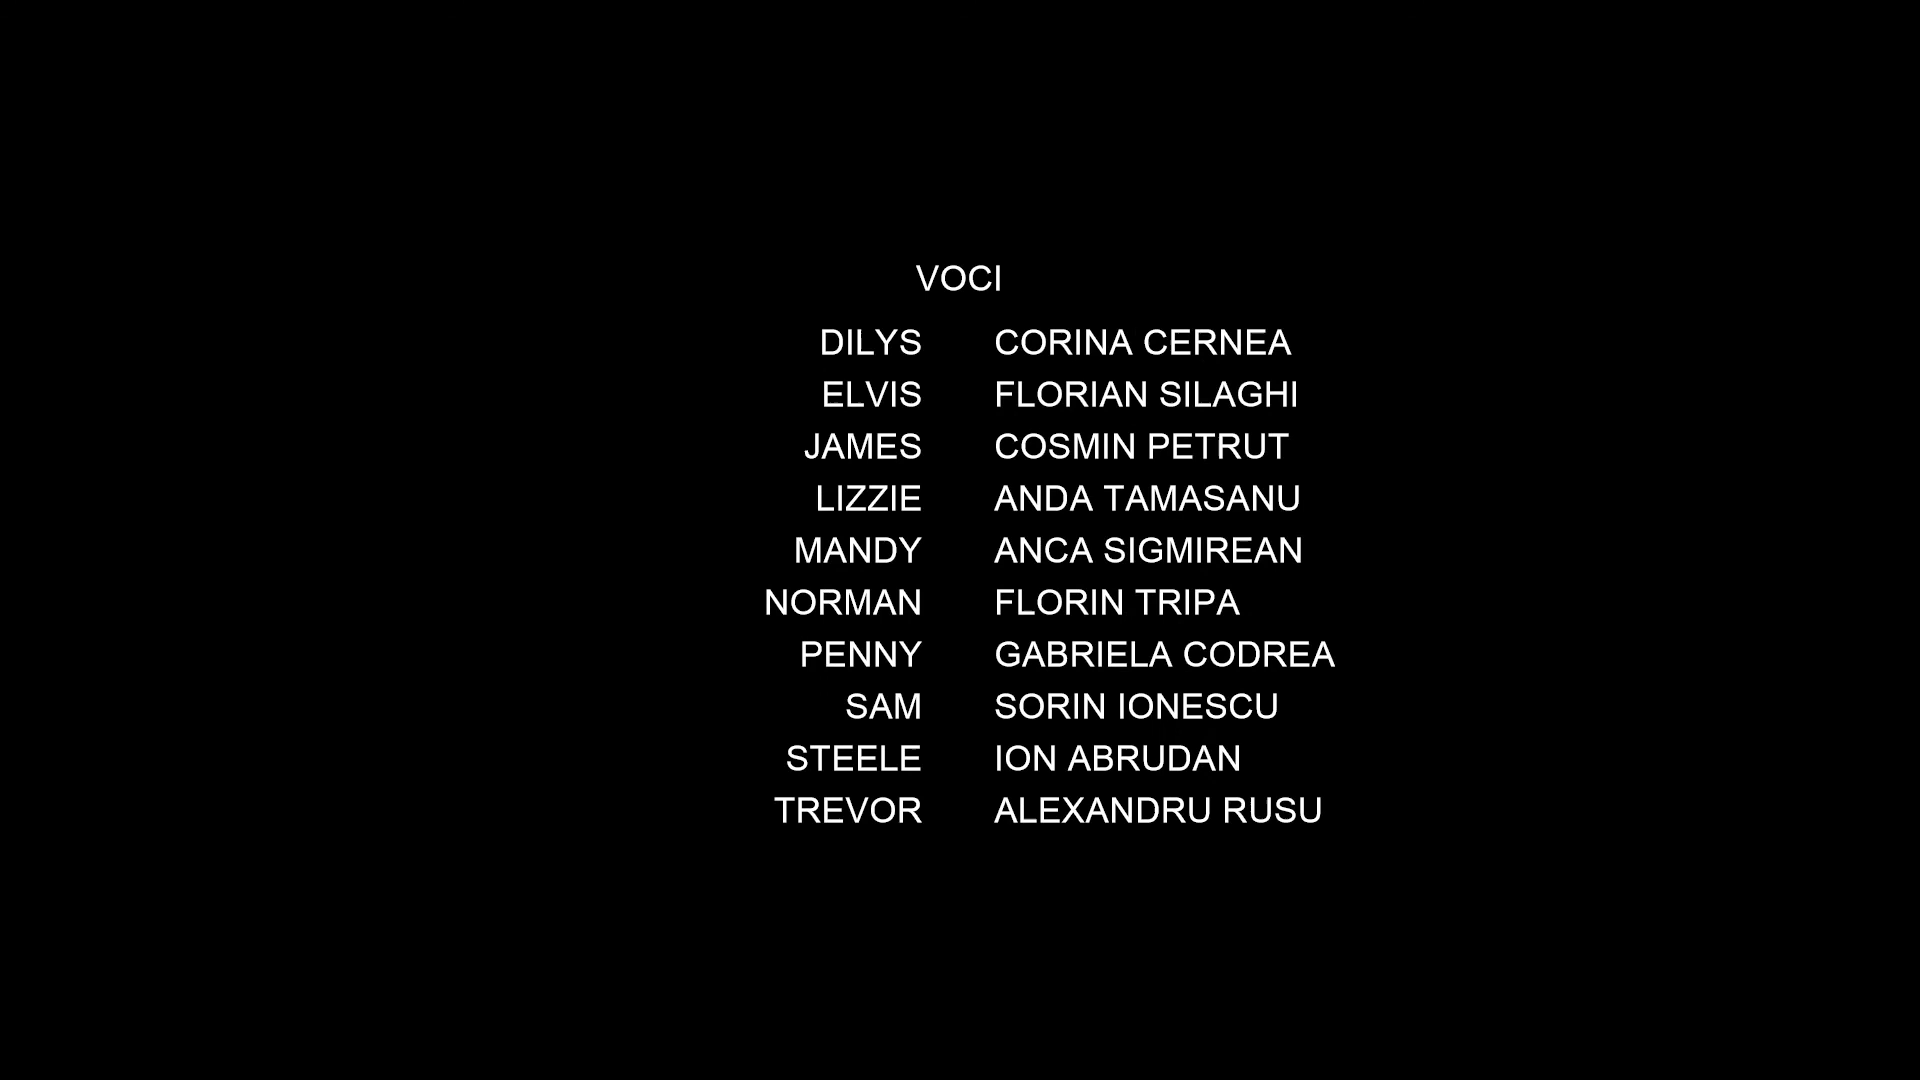 VOCI
DILYS CORINA CERNEA
ELVIS FLORIAN SILAGHI
JAMES COSMIN PETRUT
LIZZIE ANDA TAMASANU
MANDY ANCA SIGMIREAN
NORMAN FLORIN TRIPA
PENNY GABRIELA CODREA
SAM SORIN IONESCU
STEELE ION ABRUDAN
TREVOR ALEXANDRU RUSU